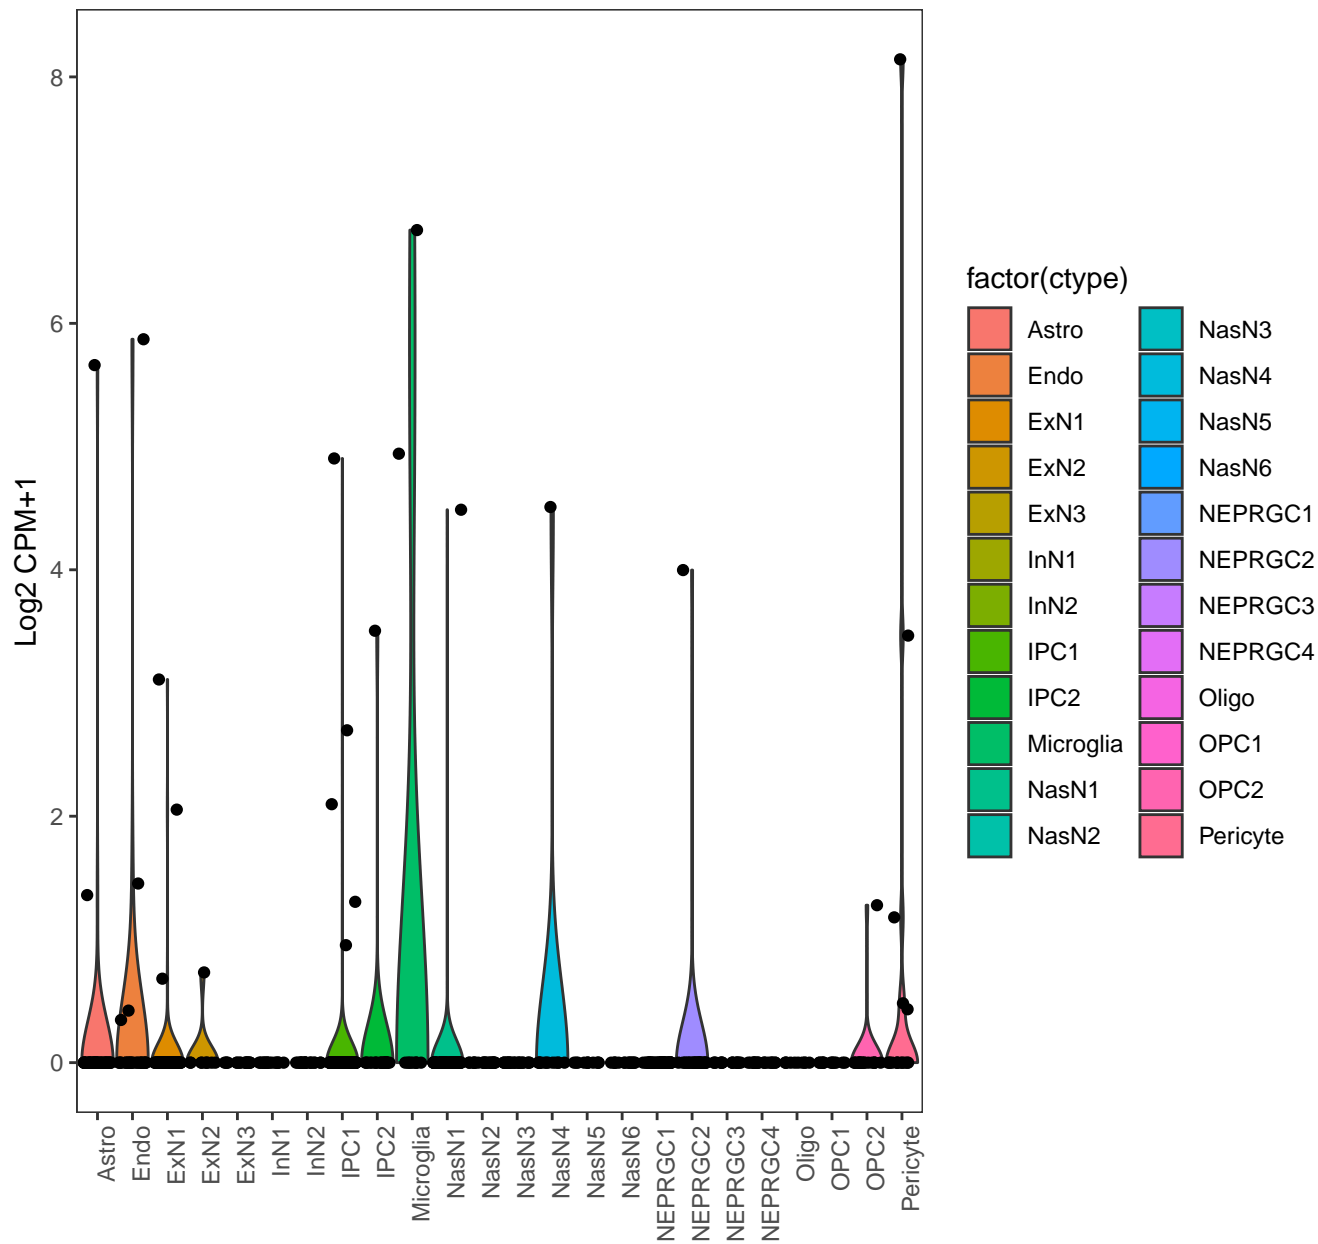 8
6
4
2
0
Log2 CPM+1
Astro
Endo
ExN1
ExN2
ExN3
InN1
InN2
IPC1
IPC2
Microglia
NasN1
NasN2
NasN3
NasN4
NasN5
NasN6
NEPRGC1
NEPRGC2
NEPRGC3
NEPRGC4
Oligo
OPC1
OPC2
Pericyte
factor(ctype)
Astro
Endo
ExN1
ExN2
ExN3
InN1
InN2
IPC1
IPC2
Microglia
NasN1
NasN2
NasN3
NasN4
NasN5
NasN6
NEPRGC1
NEPRGC2
NEPRGC3
NEPRGC4
Oligo
OPC1
OPC2
Pericyte